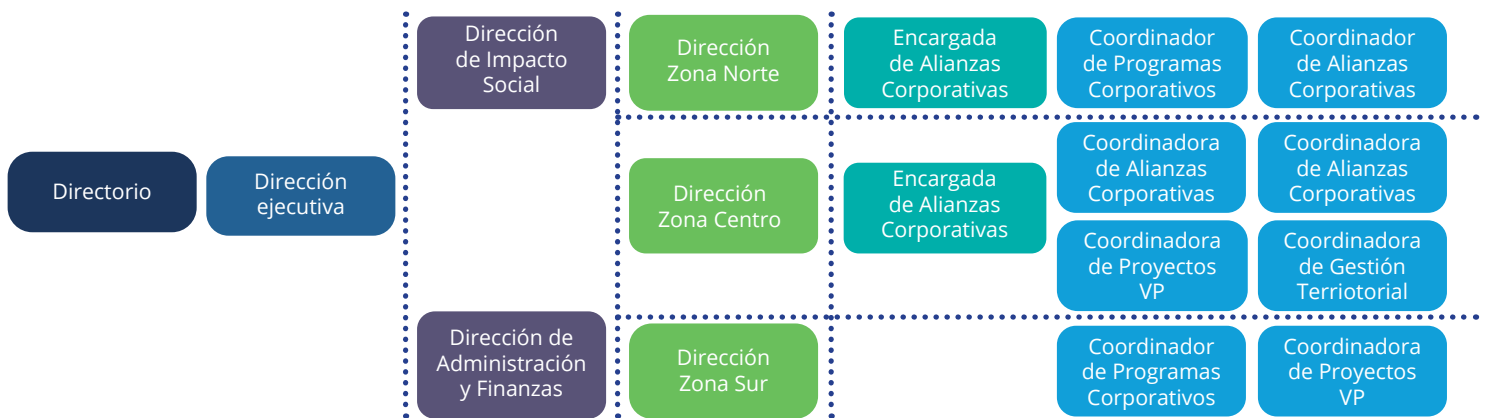 Directorio
Dirección
ejecutiva
Dirección
de Impacto
Social
Dirección de
Administración
y Finanzas
Dirección
Zona Norte
Encargada
de Alianzas
Corporativas
Coordinador
de Programas
Corporativos
Coordinador
de Alianzas
Corporativas
Dirección
Zona Centro
Encargada
de Alianzas
Corporativas
Coordinadora
de Alianzas
Corporativas
Coordinadora
de Alianzas
Corporativas
Coordinadora
de Proyectos
VP
Coordinadora
de Gestión
Terriotorial
Dirección
Zona Sur
Coordinador
de Programas
Corporativos
Coordinadora
de Proyectos
VP